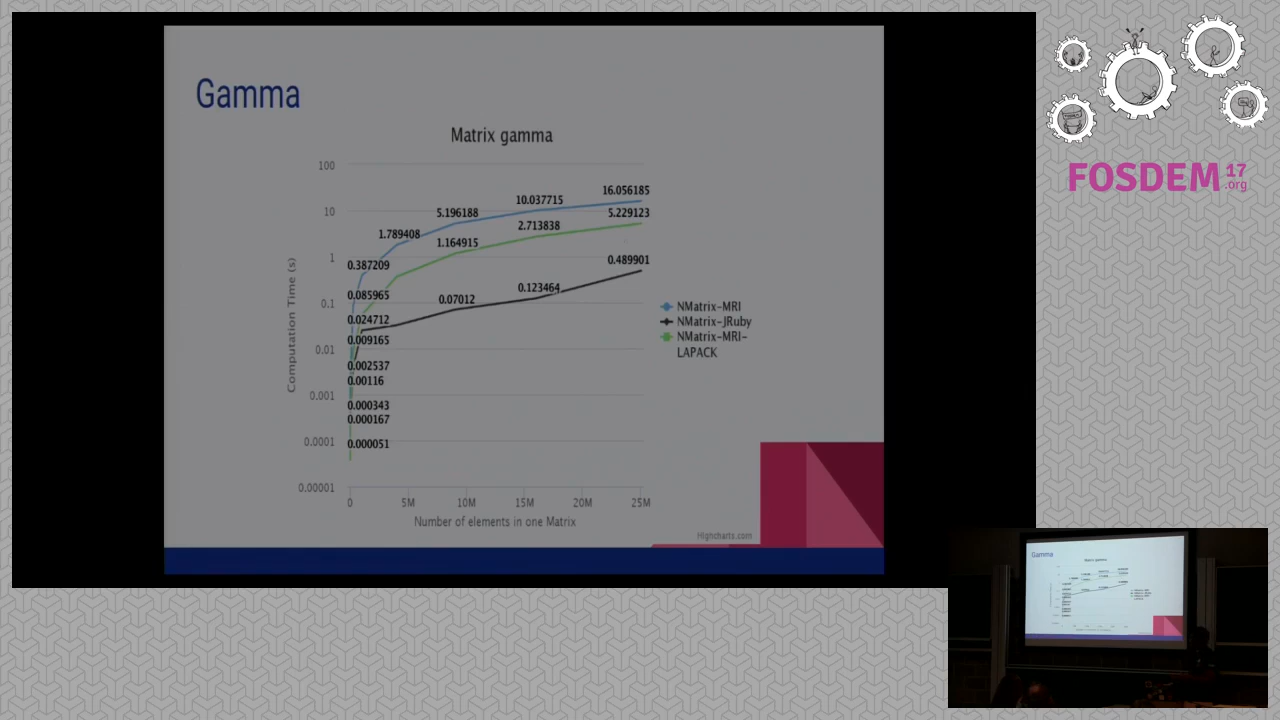 Gamma
Matrix gamma
100
10
1
0.1
0.01
0.001
0.0001
0.00001
Computation Time (s)
16.056185
10.037715
5.196188
5.229123
1.789408
2.713838
1.164915
0.387209
0.489901
0.085965
0.07012
0.123464
0.024712
0.009165
0.002537
0.00116
0.000343
0.000167
0.000051
NMatrix-MRI
NMatrix-JRuby
NMatrix-MRI-
LAPACK
0 5M 10M 15M 20M 25M
Number of elements in one Matrix
Highcharts.com
FOSDEM 17
.org
Gamma